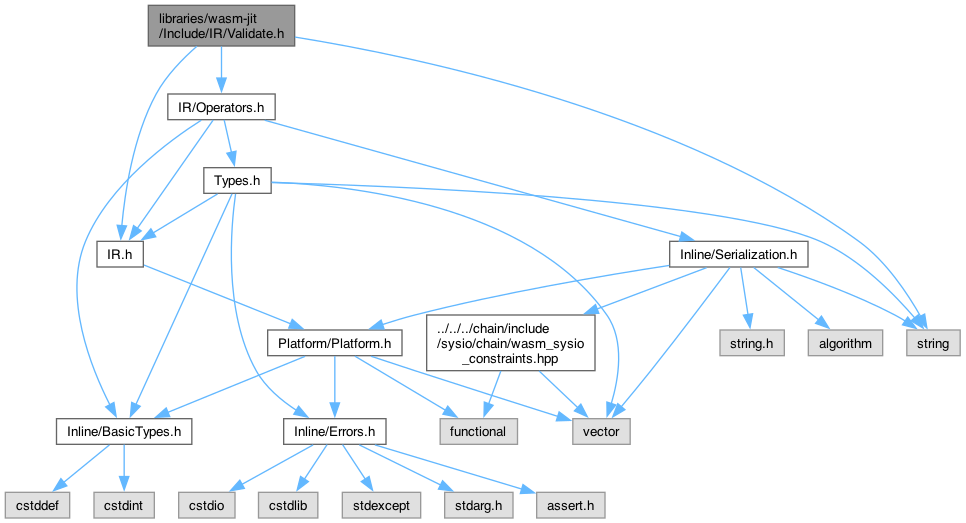 libraries/wasm-jit
/Include/IR/Validate.h
IR/Operators.h
Types.h
IR.h
Inline/Serialization.h
Platform/Platform.h
../../../chain/include
/sysio/chain/wasm_sysio
_constraints.hpp
string.h
algorithm
string
Inline/BasicTypes.h
Inline/Errors.h
functional
vector
cstddef
cstdint
cstdio
cstdlib
stdexcept
stdarg.h
assert.h